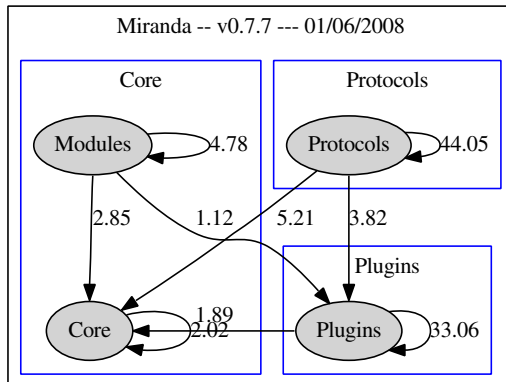 Miranda -- v0.7.7 --- 01/06/2008
Core
Protocols
Modules
4.78
Protocols
44.05
2.85
1.12
5.21
3.82
Plugins
Core
1.89
2.02
Plugins
33.06